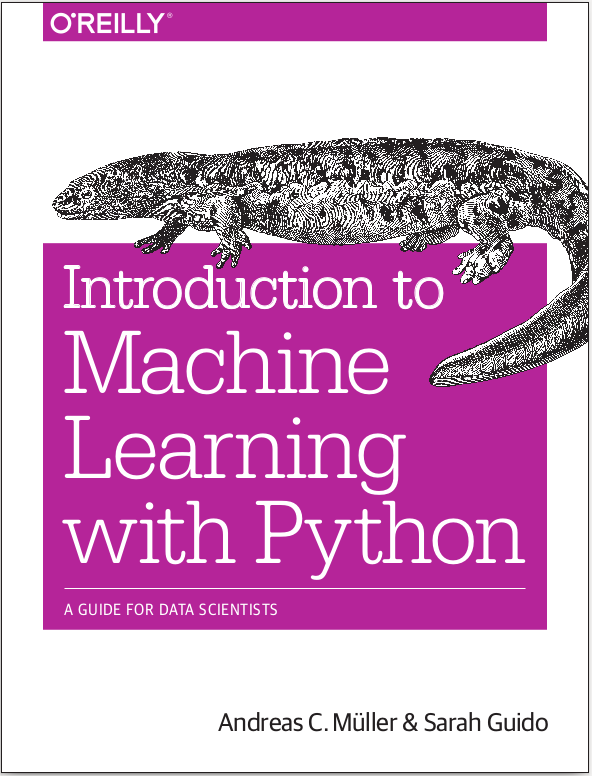 O'REILLY®
Introduction to
Machine
Learning
with Python
A GUIDE FOR DATA SCIENTISTS
Andreas C. Müller & Sarah Guido